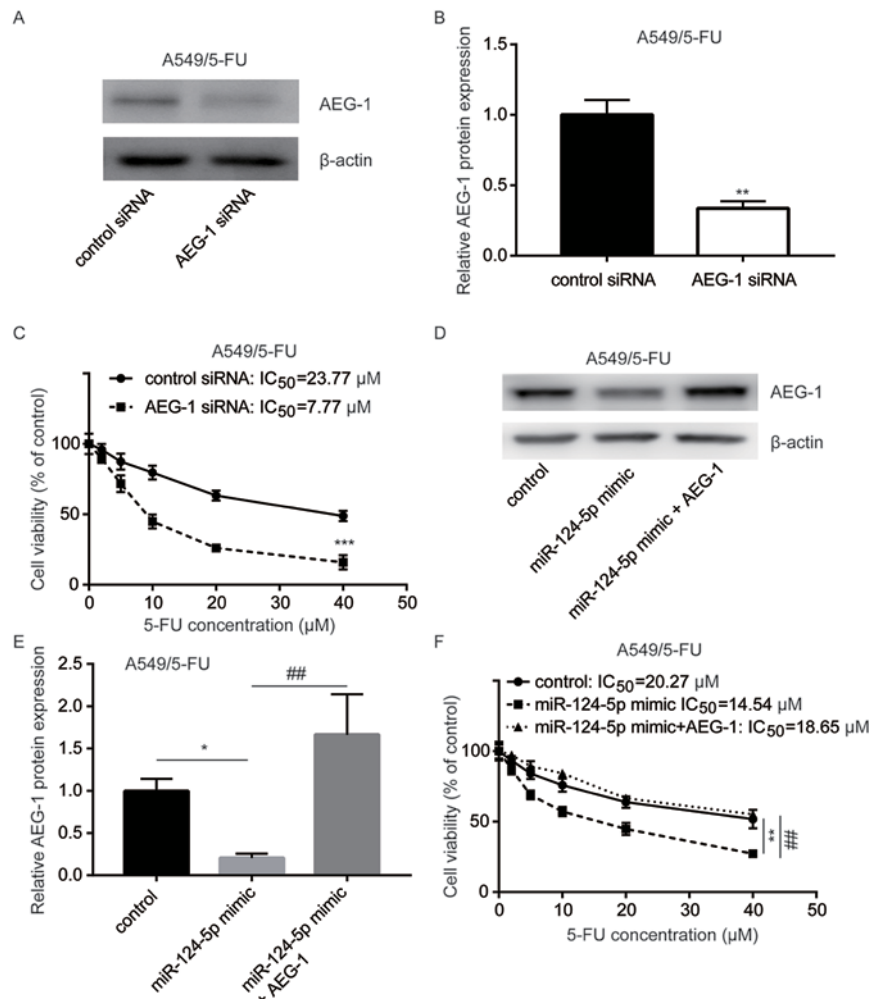 A
A549/5-FU
AEG-1
β-actin
control siRNA
AEG-1 siRNA
B
A549/5-FU
Relative AEG-1 protein expression
1.5
1.0
0.5
0.0
**
control siRNA
AEG-1 siRNA
C
A549/5-FU
control siRNA: IC50=23.77 μM
AEG-1 siRNA: IC50=7.77 μM
Cell viability (% of control)
100
50
0
***
0 10 20 30 40 50
5-FU concentration (μM)
D
A549/5-FU
AEG-1
β-actin
control
miR-124-5p mimic
miR-124-5p mimic + AEG-1
E
A549/5-FU
Relative AEG-1 protein expression
2.5
2.0
1.5
1.0
0.5
0.0
*
##
control
miR-124-5p mimic
miR-124-5p mimic
+ AEG-1
F
A549/5-FU
control: IC50=20.27 μM
miR-124-5p mimic IC50=14.54 μM
miR-124-5p mimic+AEG-1: IC50=18.65 μM
Cell viability (% of control)
100
50
0
**
##
0 10 20 30 40 50
5-FU concentration (μM)